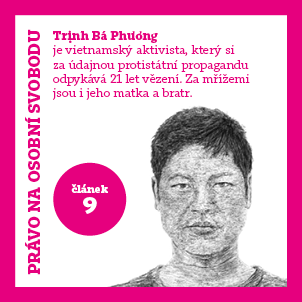 PRÁVO NA OSOBNÍ SVOBODU
Trịnh Bá Phương
je vietnamský aktivista, který si
za údajnou protistátní propagandu
odpykává 21 let vězení. Za mřížemi
jsou i jeho matka a bratr.
článek
9